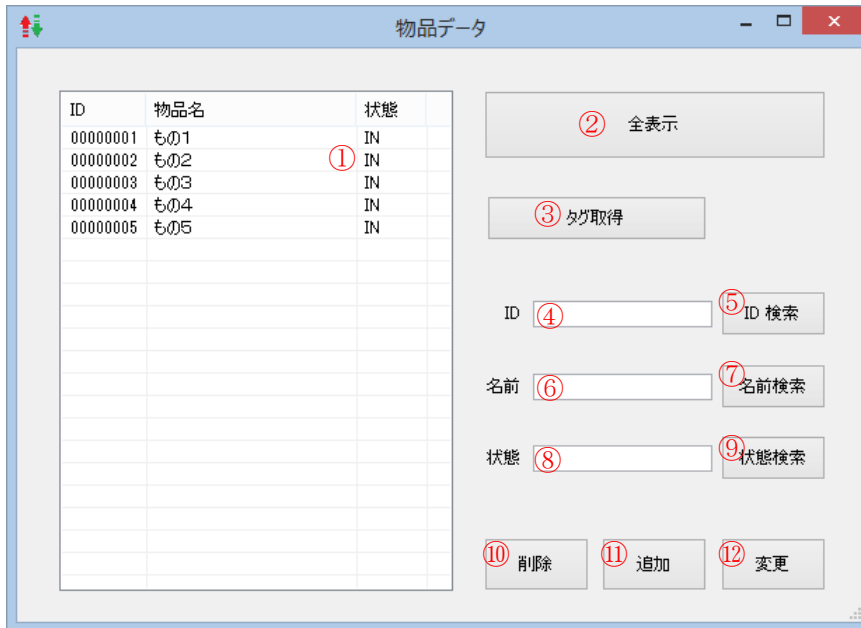 物品データ
ID 物品名 状態
00000001 もの1 IN
00000002 もの2 ① IN
00000003 もの3 IN
00000004 もの4 IN
00000005 もの5 IN
② 全表示
③ タグ取得
ID ④ ⑤ ID 検索
名前 ⑥ ⑦ 名前検索
状態 ⑧ ⑨ 状態検索
⑩ 削除 ⑪ 追加 ⑫ 変更